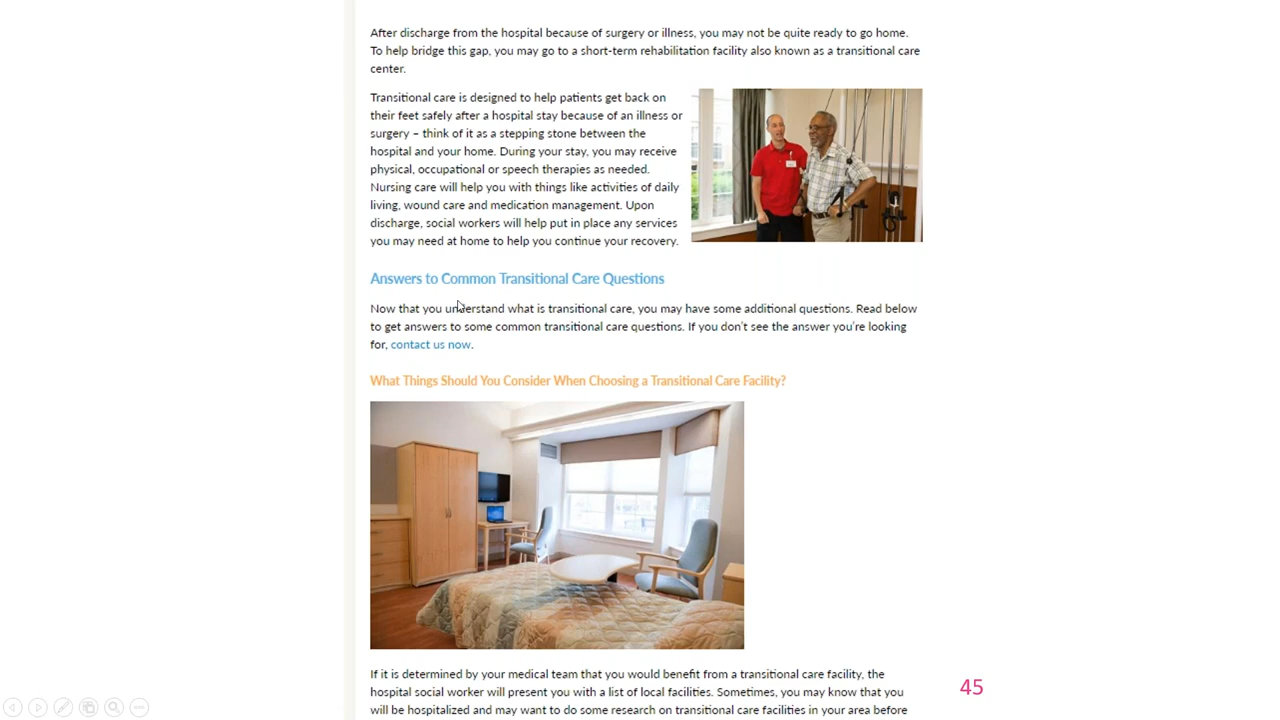 After discharge from the hospital because of surgery or illness, you may not be quite ready to go home.
To help bridge this gap, you may go to a short-term rehabilitation facility also known as a transitional care
center.
Transitional care is designed to help patients get back on
their feet safely after a hospital stay because of an illness or
surgery – think of it as a stepping stone between the
hospital and your home. During your stay, you may receive
physical, occupational or speech therapies as needed.
Nursing care will help you with things like activities of daily
living, wound care and medication management. Upon
discharge, social workers will help put in place any services
you may need at home to help you continue your recovery.
Answers to Common Transitional Care Questions
Now that you understand what is transitional care, you may have some additional questions. Read below
to get answers to some common transitional care questions. If you don't see the answer you're looking
for, contact us now.
What Things Should You Consider When Choosing a Transitional Care Facility?
If it is determined by your medical team that you would benefit from a transitional care facility, the
hospital social worker will present you with a list of local facilities. Sometimes, you may know that you
will be hospitalized and may want to do some research on transitional care facilities in your area before
45